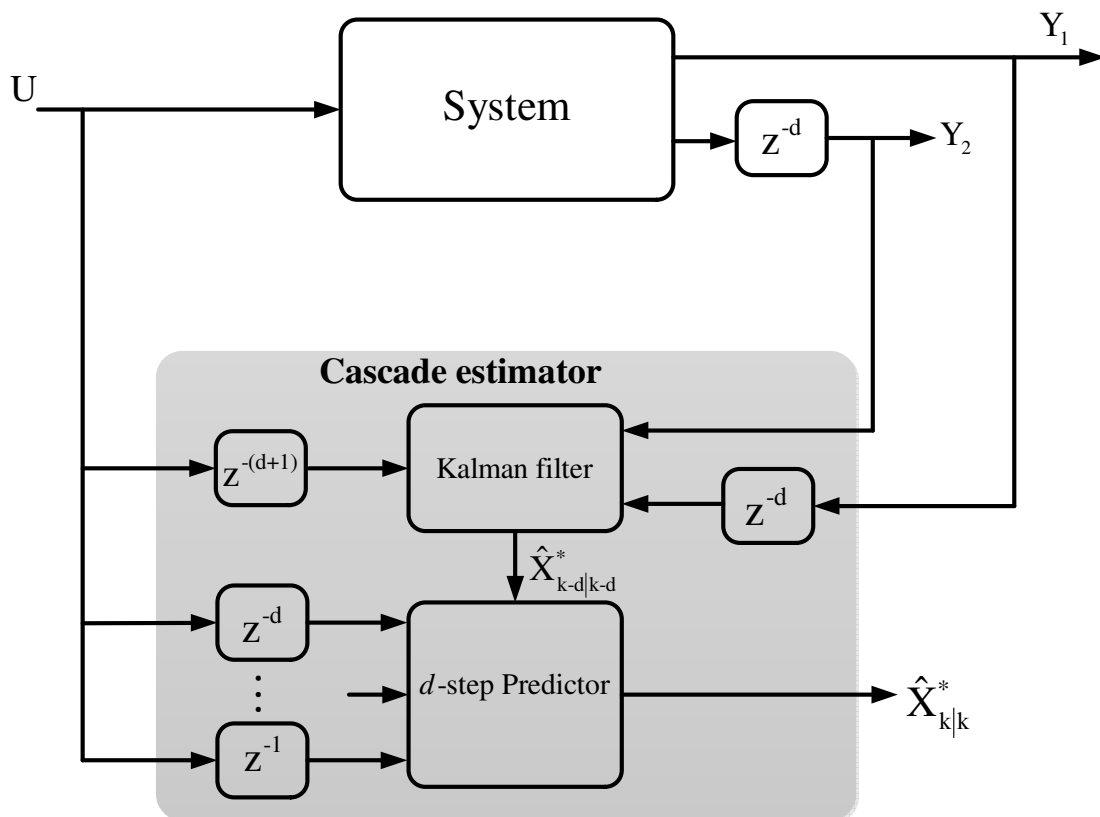 Y₁
U
System
z⁻ᵈ
Y₂
Cascade estimator
z⁻⁽ᵈ⁺¹⁾
Kalman filter
z⁻ᵈ
X̂*ₖ₋d|ₖ₋d
z⁻ᵈ
d-step Predictor
⋮
X̂*ₖ|ₖ
z⁻¹